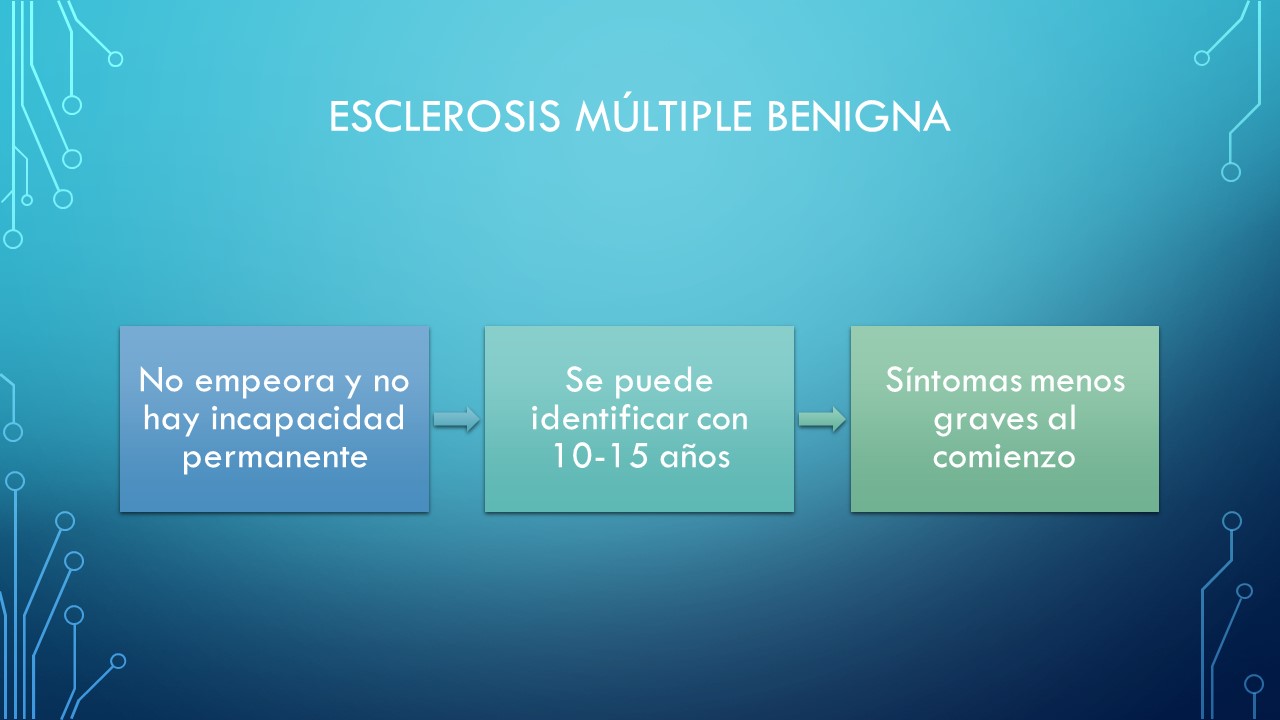 ESCLEROSIS MÚLTIPLE BENIGNA
No empeora y no
hay incapacidad
permanente
Se puede
identificar con
10-15 años
Síntomas menos
graves al
comienzo